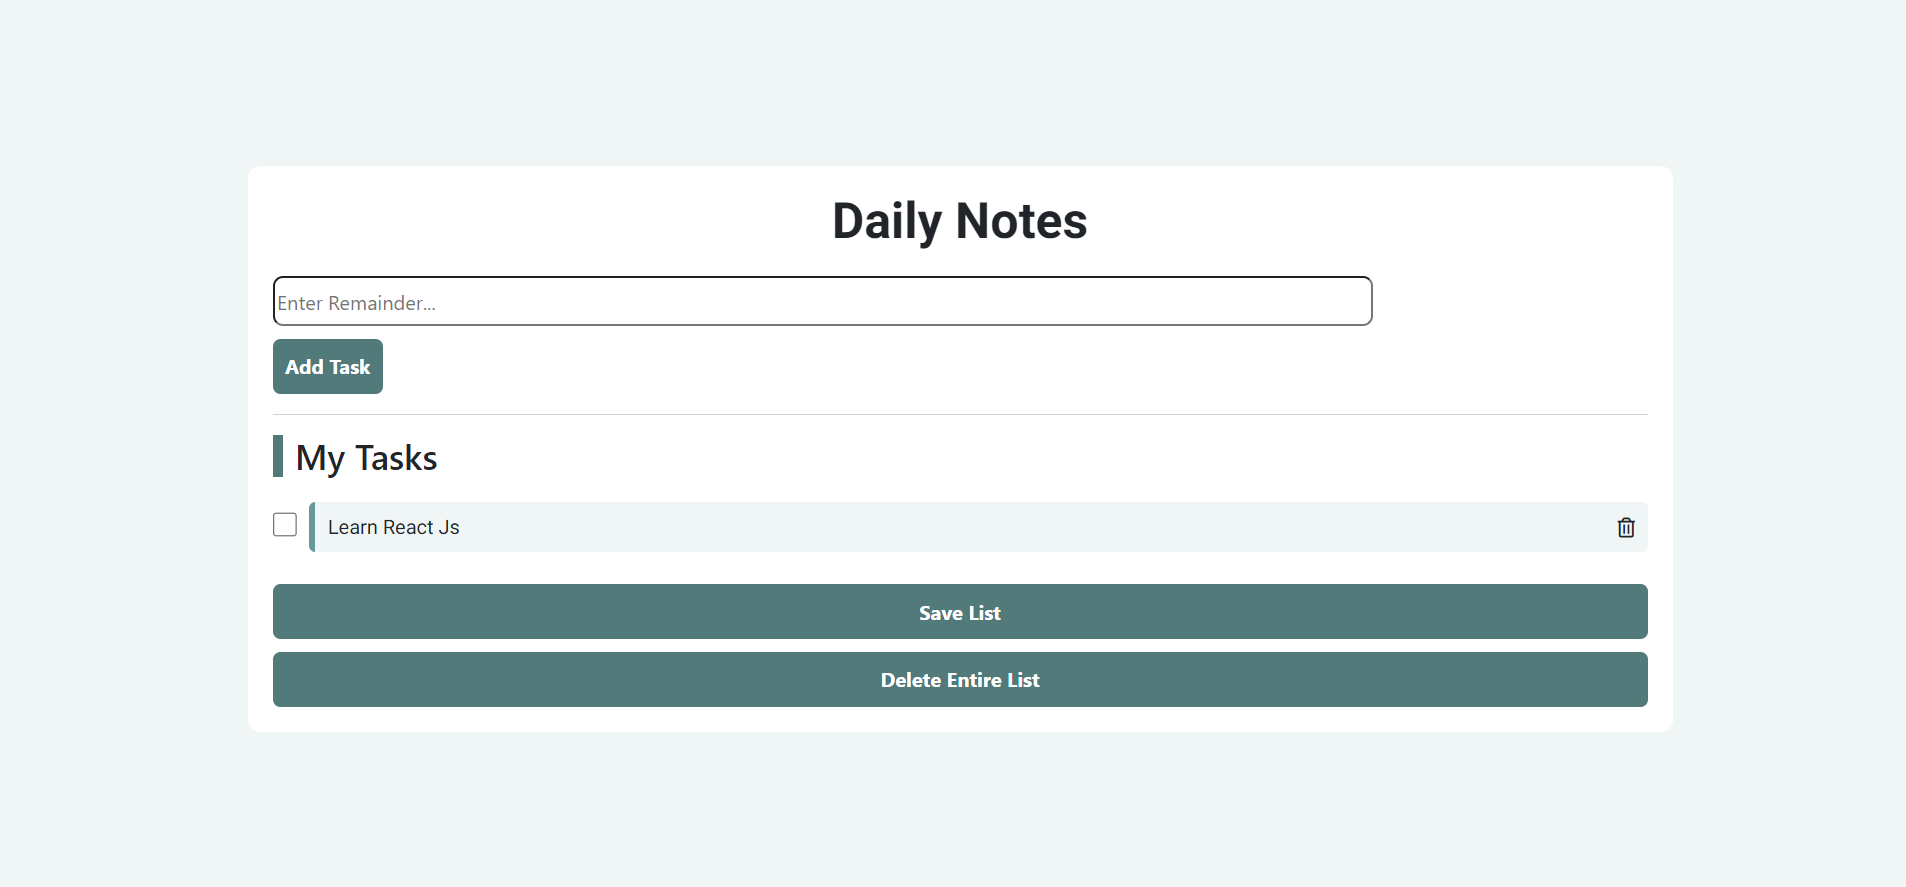 Daily Notes
Enter Remainder...
Add Task
My Tasks
Learn React Js
Save List
Delete Entire List